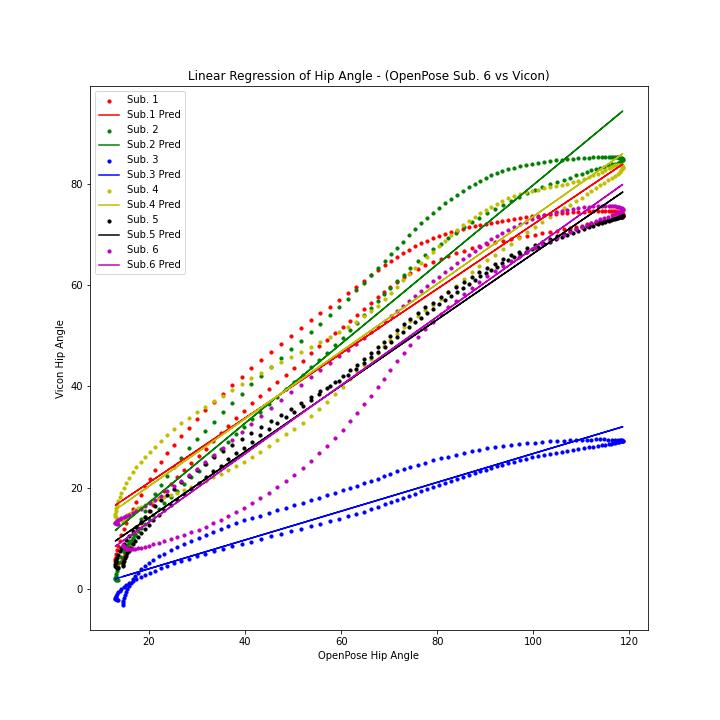 Linear Regression of Hip Angle - (OpenPose Sub. 6 vs Vicon)
Sub. 1
Sub.1 Pred
Sub. 2
Sub.2 Pred
Sub. 3
Sub.3 Pred
Sub. 4
Sub.4 Pred
Sub. 5
Sub.5 Pred
Sub. 6
Sub.6 Pred
80
60
40
20
0
Vicon Hip Angle
20 40 60 80 100 120
OpenPose Hip Angle